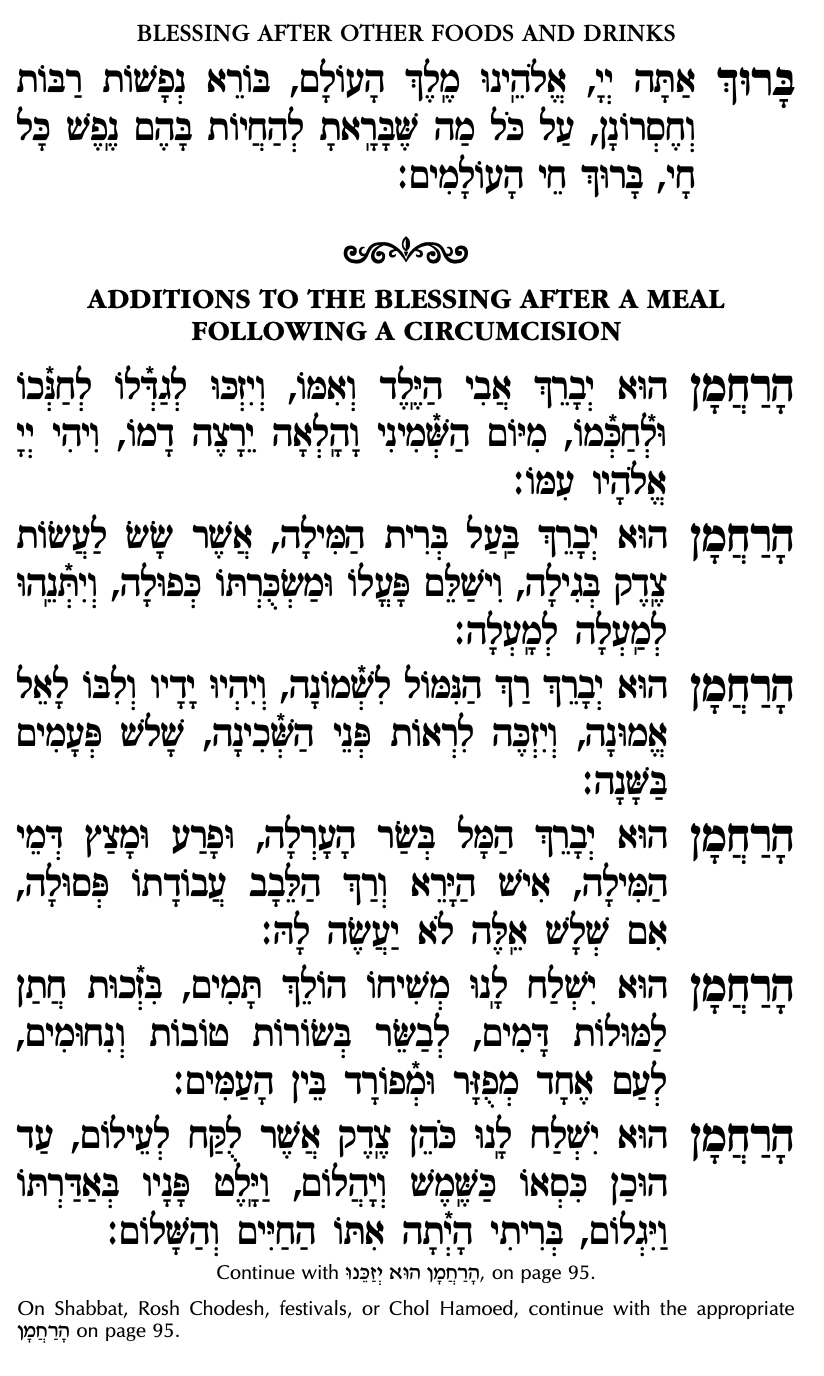 BLESSING AFTER OTHER FOODS AND DRINKS
בָּרוּךְ אַתָּה יְיָ, אֱלֹהֵֽינוּ מֶֽלֶךְ הָעוֹלָם, בּוֹרֵא נְפָשׁוֹת רַבּוֹת
וְחֶסְרוֹנָן, עַל כֹּל מַה שֶּׁבָּרָֽאתָ לְהַחֲיוֹת בָּהֶם נֶֽפֶשׁ כָּל
חָי, בָּרוּךְ חֵי הָעוֹלָמִים:
ADDITIONS TO THE BLESSING AFTER A MEAL
FOLLOWING A CIRCUMCISION
הָרַחֲמָן הוּא יְבָרֵךְ אֲבִי הַיֶּֽלֶד וְאִמּוֹ, וְיִזְכּוּ לְגַדְּ֯לוֹ לְחַנְּ֯כוֹ
וּלְ֯חַכְּ֯מוֹ, מִיּוֹם הַשְּׁ֯מִינִי וָהָֽלְאָה יֵרָצֶה דָמוֹ, וִיהִי יְיָ
אֱלֹהָיו עִמּוֹ:
הָרַחֲמָן הוּא יְבָרֵךְ בַּֽעַל בְּרִית הַמִּילָה, אֲשֶׁר שָׂשׂ לַעֲשׂוֹת
צֶֽדֶק בְּגִילָה, וִישַׁלֵּם פָּעֳלוֹ וּמַשְׂכֻּרְתּוֹ כְּפוּלָה, וְיִתְּ֯נֵֽהוּ
לְמַֽעְלָה לְמָֽעְלָה:
הָרַחֲמָן הוּא יְבָרֵךְ רַךְ הַנִּמּוֹל לִשְׁ֯מוֹנָה, וְיִהְיוּ יָדָיו וְלִבּוֹ לָאֵל
אֱמוּנָה, וְיִזְכֶּה לִרְאוֹת פְּנֵי הַשְּׁ֯כִינָה, שָׁלֹשׁ פְּעָמִים
בַּשָּׁנָה:
הָרַחֲמָן הוּא יְבָרֵךְ הַמָּל בְּשַׂר הָעָרְלָה, וּפָרַע וּמָצַץ דְּמֵי
הַמִּילָה, אִישׁ הַיָּרֵא וְרַךְ הַלֵּבָב עֲבוֹדָתוֹ פְּסוּלָה,
אִם שְׁלָשׁ אֵֽלֶּה לֹא יַעֲשֶׂה לָהּ:
הָרַחֲמָן הוּא יִשְׁלַח לָֽנוּ מְשִׁיחוֹ הוֹלֵךְ תָּמִים, בִּזְ֯כוּת חֲתַן
לַמּוּלוֹת דָּמִים, לְבַשֵּׂר בְּשׂוֹרוֹת טוֹבוֹת וְנִחוּמִים,
לְעַם אֶחָד מְפֻזָּר וּמְ֯פוֹרָד בֵּין הָעַמִּים:
הָרַחֲמָן הוּא יִשְׁלַח לָֽנוּ כֹּהֵן צֶֽדֶק אֲשֶׁר לֻקַּח לְעֵילוֹם, עַד
הוּכַן כִּסְאוֹ כַּשֶּֽׁמֶשׁ וְיָהֲלוֹם, וַיָּֽלֶט פָּנָיו בְּאַדַּרְתּוֹ
וַיִּגְלוֹם, בְּרִיתִי הָיְ֯תָה אִתּוֹ הַחַיִּים וְהַשָּׁלוֹם:
Continue with הָרַחֲמָן הוּא יְזַכֵּנוּ, on page 95.
On Shabbat, Rosh Chodesh, festivals, or Chol Hamoed, continue with the appropriate
הָרַחֲמָן on page 95.